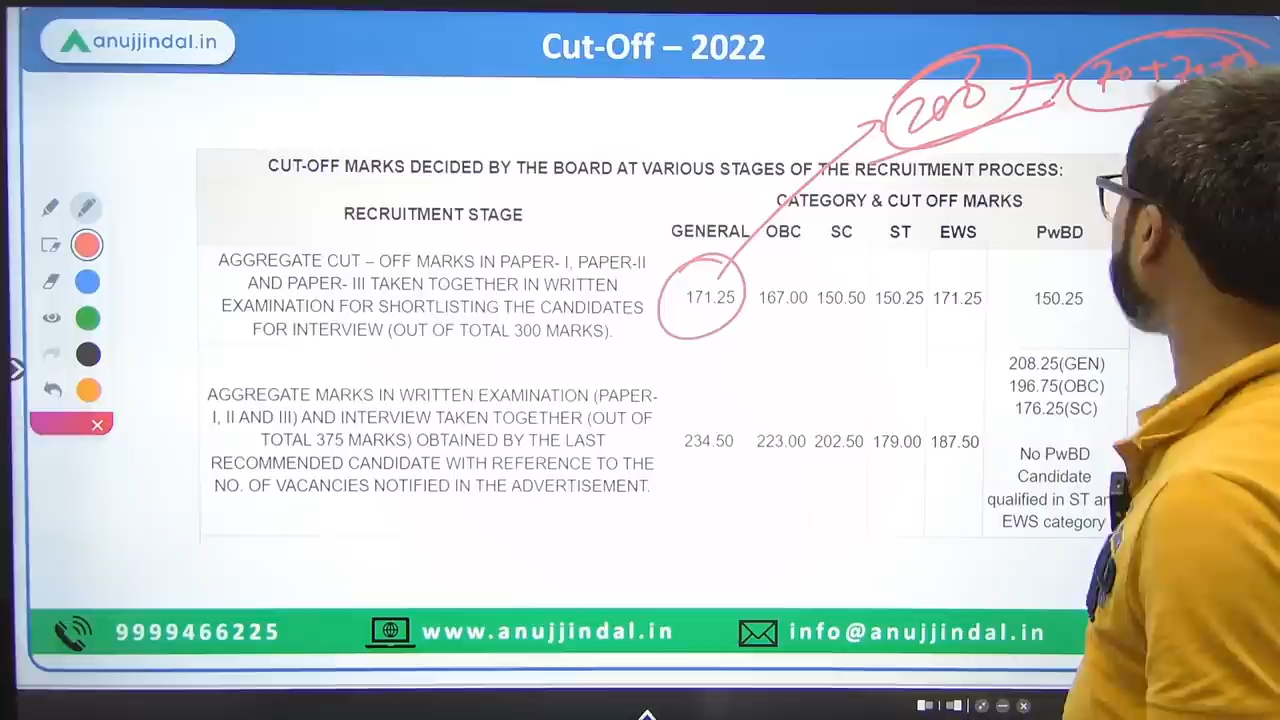 anujjindal.in
Cut-Off – 2022
200
70 + 70 +
CUT-OFF MARKS DECIDED BY THE BOARD AT VARIOUS STAGES OF THE RECRUITMENT PROCESS:
RECRUITMENT STAGE
CATEGORY & CUT OFF MARKS
GENERAL OBC SC ST EWS PwBD
AGGREGATE CUT – OFF MARKS IN PAPER- I, PAPER-II
AND PAPER- III TAKEN TOGETHER IN WRITTEN
EXAMINATION FOR SHORTLISTING THE CANDIDATES
FOR INTERVIEW (OUT OF TOTAL 300 MARKS).
171.25 167.00 150.50 150.25 171.25 150.25
AGGREGATE MARKS IN WRITTEN EXAMINATION (PAPER-
I, II AND III) AND INTERVIEW TAKEN TOGETHER (OUT OF
TOTAL 375 MARKS) OBTAINED BY THE LAST
RECOMMENDED CANDIDATE WITH REFERENCE TO THE
NO. OF VACANCIES NOTIFIED IN THE ADVERTISEMENT.
234.50 223.00 202.50 179.00 187.50
208.25(GEN)
196.75(OBC)
176.25(SC)
No PwBD
Candidate
qualified in ST
EWS category
9999466225
www.anujjindal.in
info@anujjindal.in